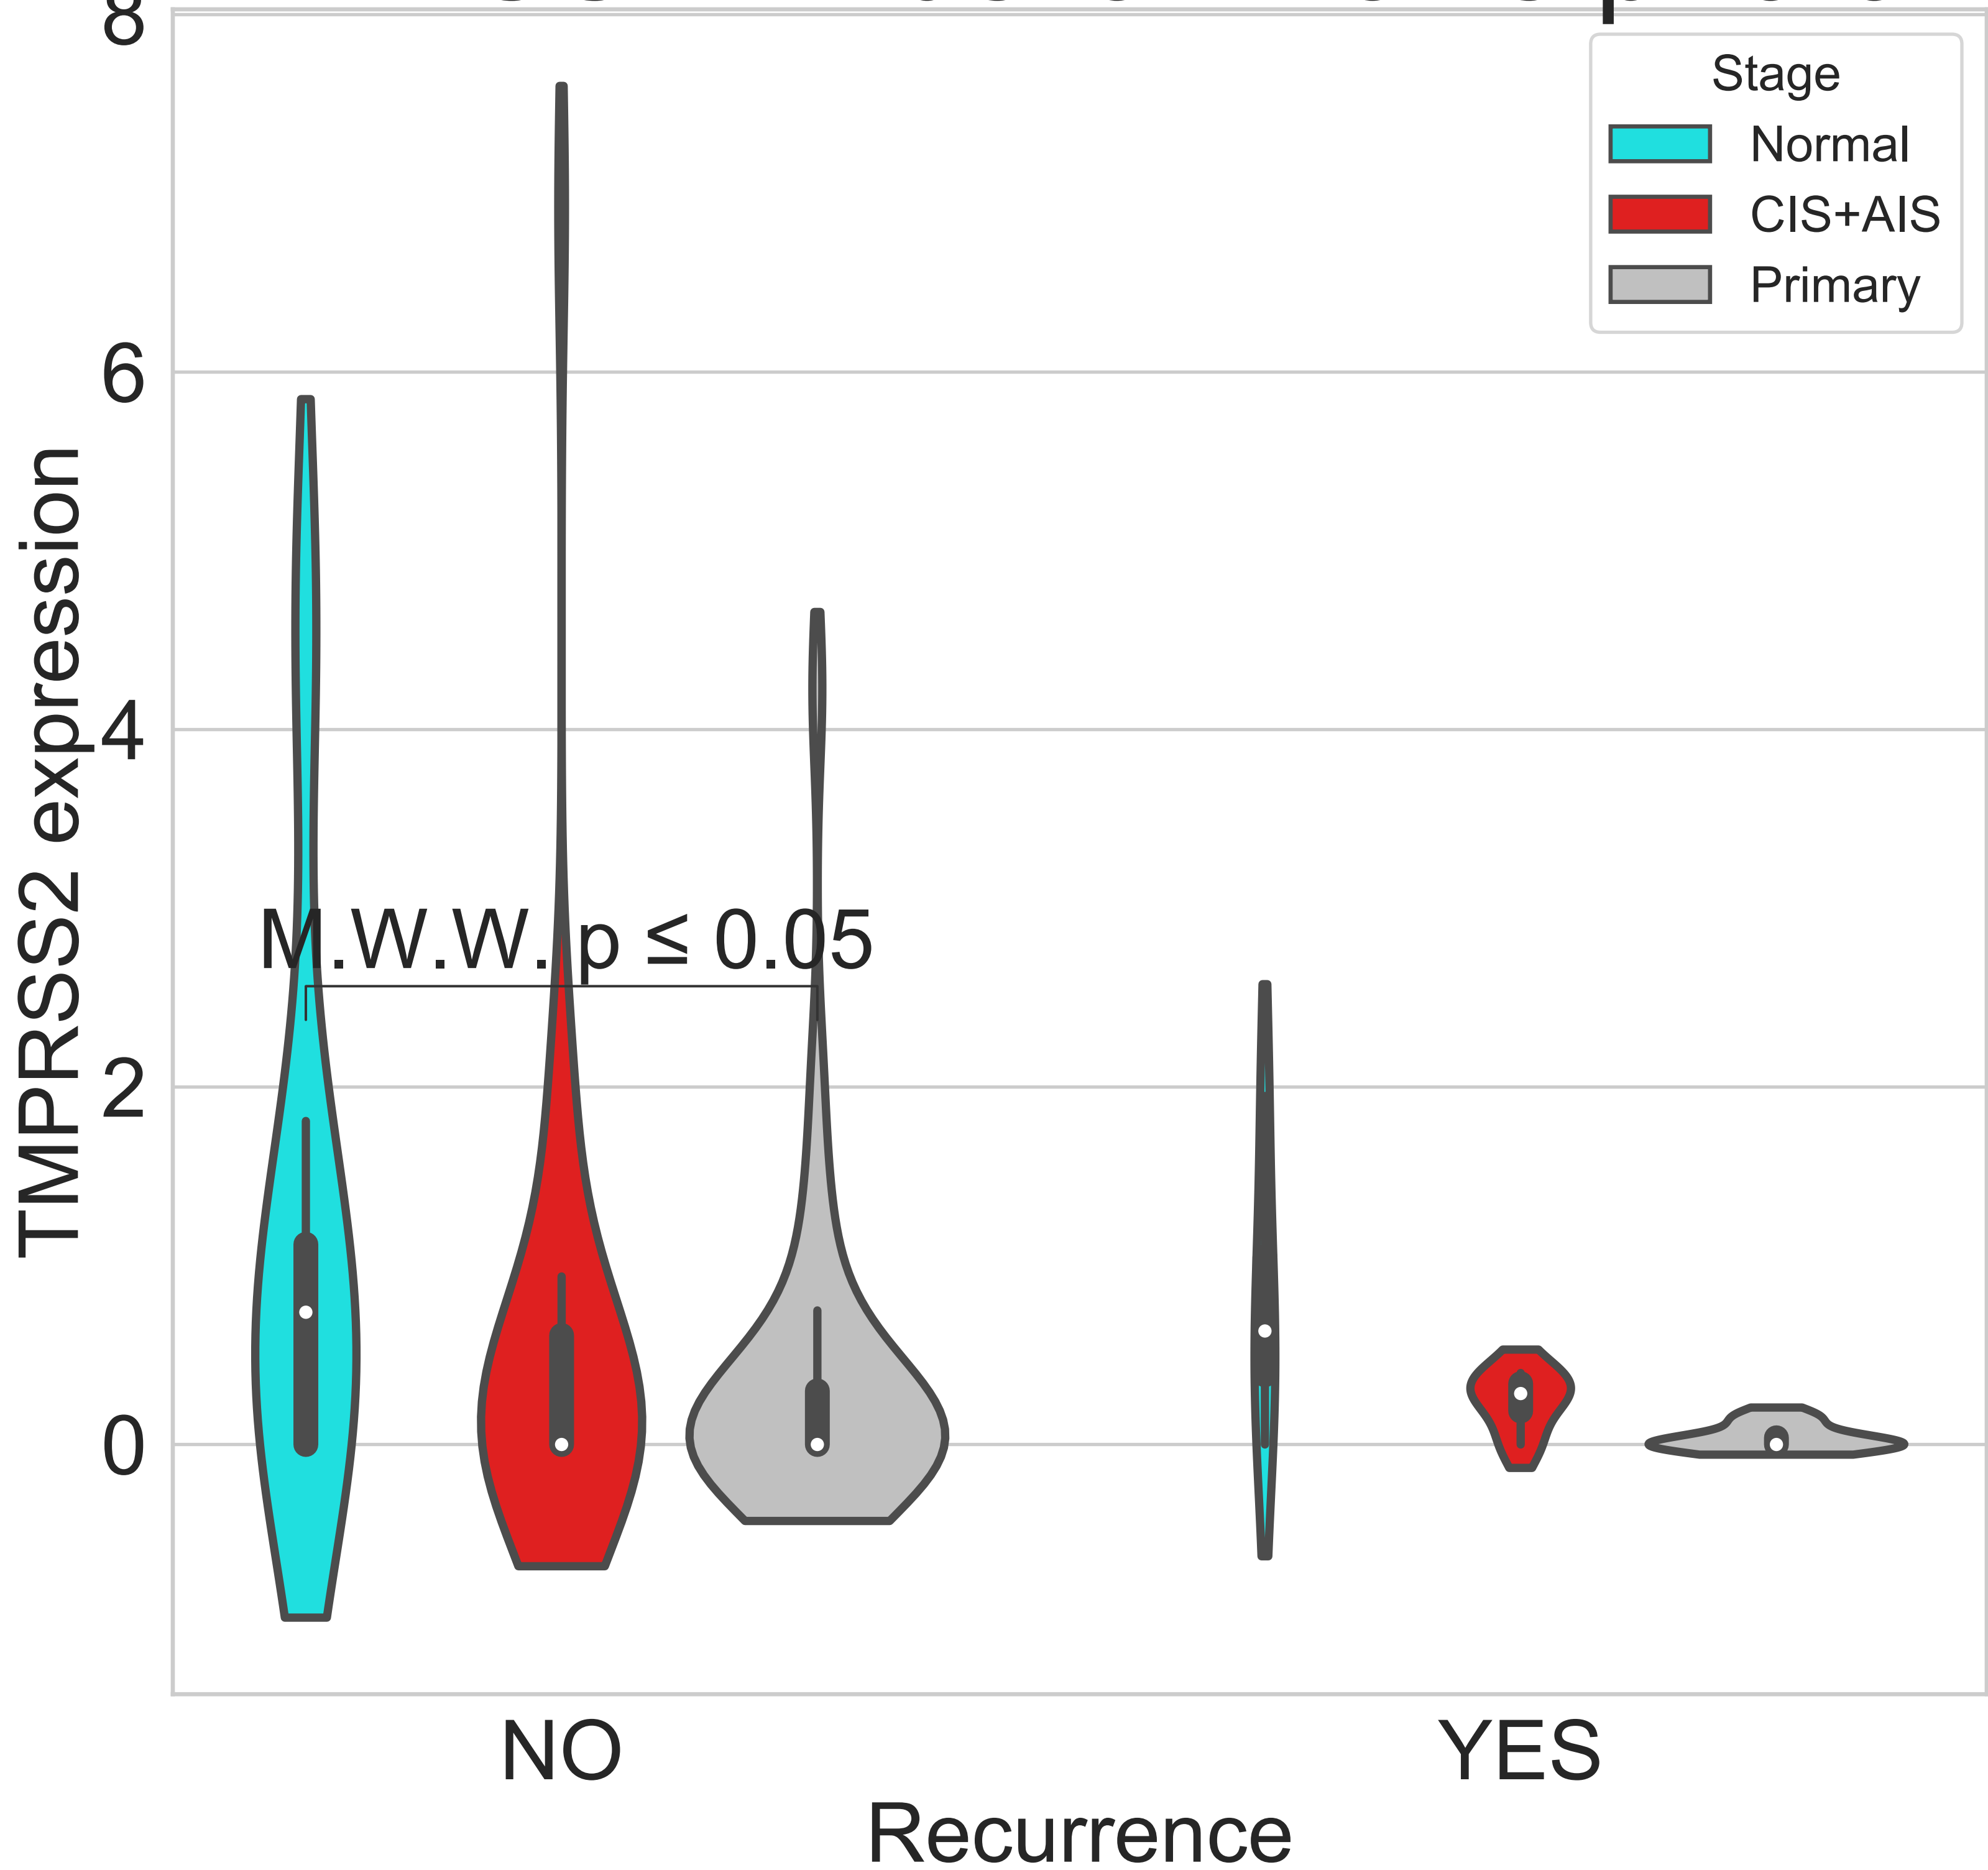 8
6
4
2
0
TMPRSS2 expression
Stage
Normal
CIS+AIS
Primary
M.W.W. p ≤ 0.05
NO
YES
Recurrence